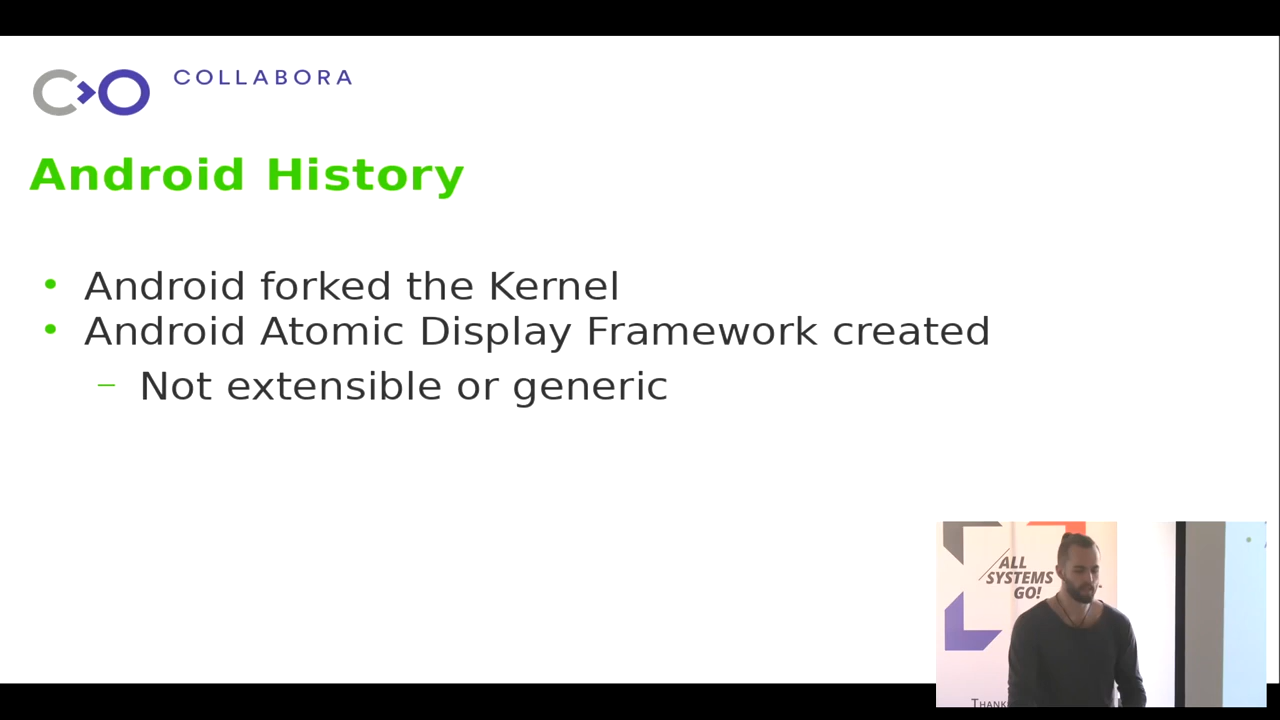 COLLABORA
Android History
• Android forked the Kernel
• Android Atomic Display Framework created
– Not extensible or generic
ALL
SYSTEMS
GO!